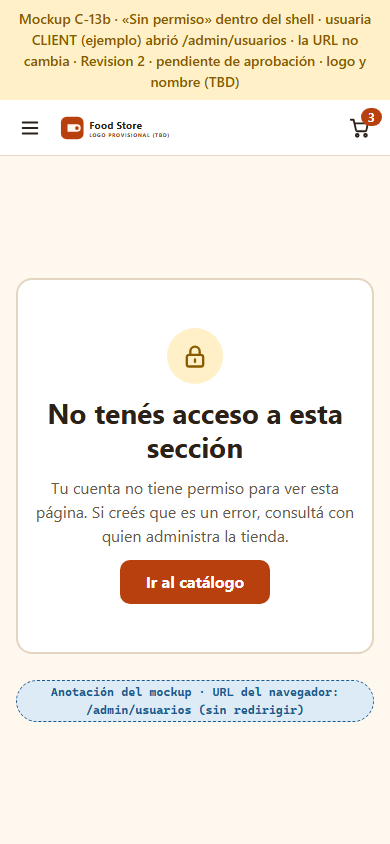 Mockup C-13b · «Sin permiso» dentro del shell · usuaria
CLIENT (ejemplo) abrió /admin/usuarios · la URL no
cambia · Revision 2 · pendiente de aprobación · logo y
nombre (TBD)
Food Store
LOGO PROVISIONAL (TBD)
3
No tenés acceso a esta
sección
Tu cuenta no tiene permiso para ver esta
página. Si creés que es un error, consultá con
quien administra la tienda.
Ir al catálogo
Anotación del mockup · URL del navegador:
/admin/usuarios (sin redirigir)